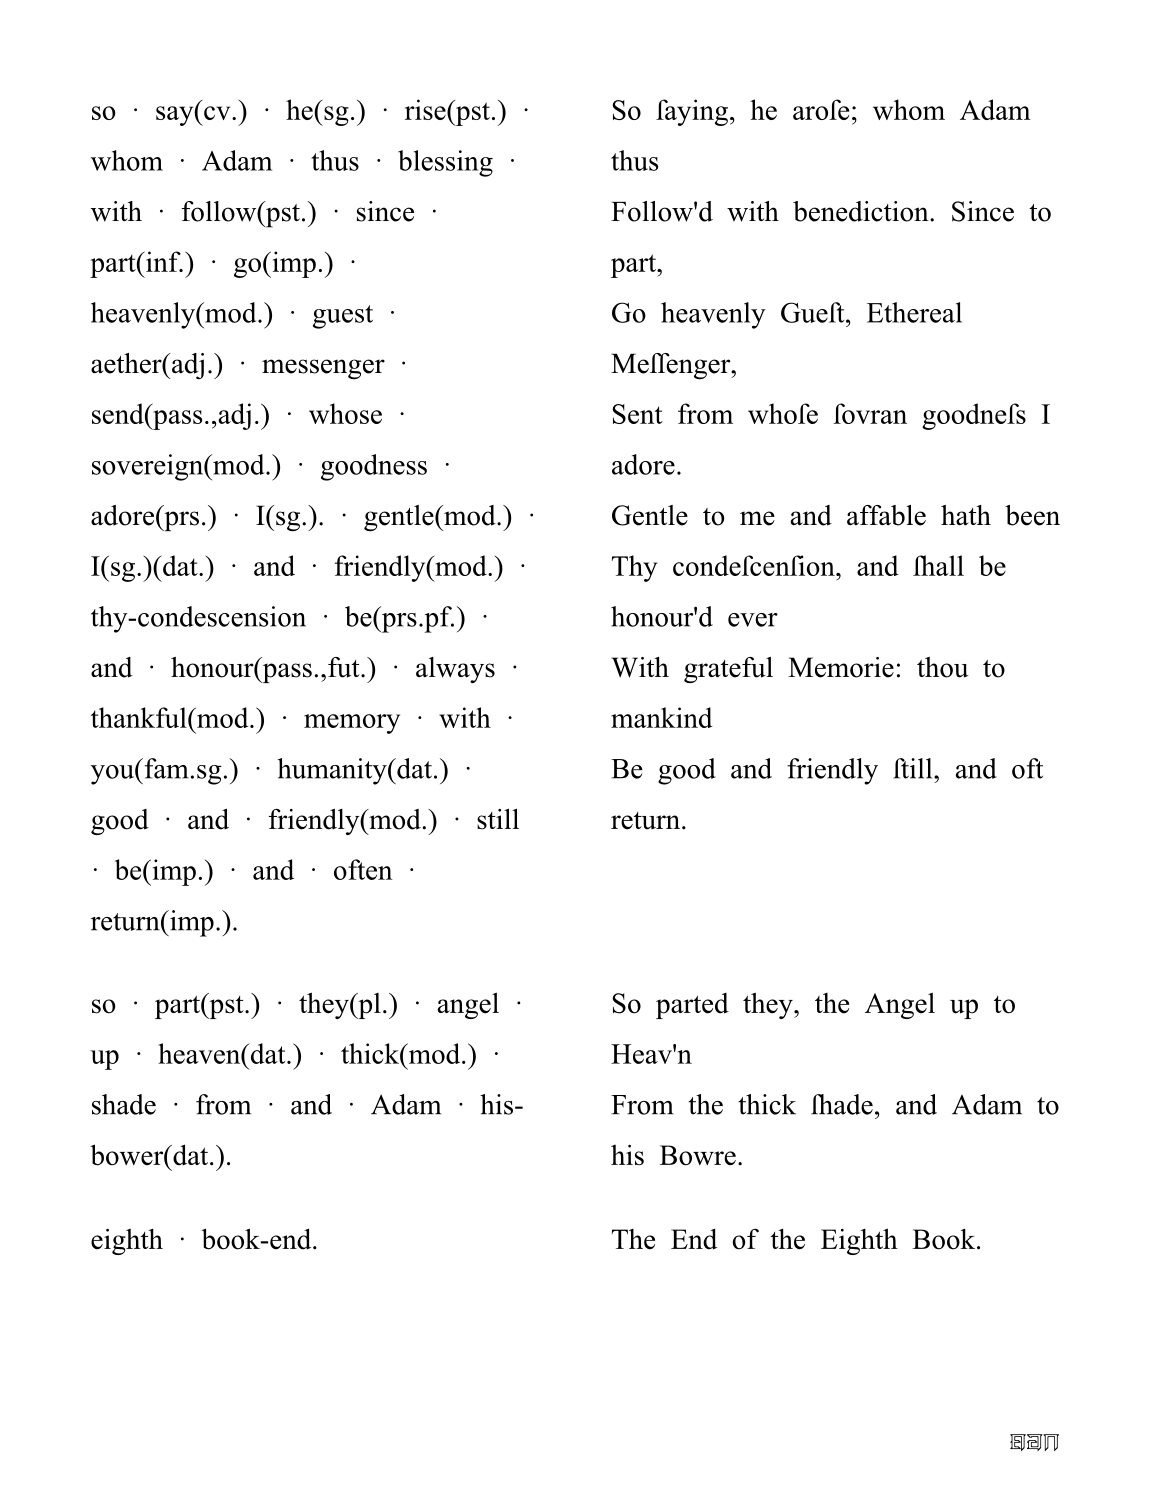 so · say(cv.) · he(sg.) · rise(pst.) ·
whom · Adam · thus · blessing ·
with · follow(pst.) · since ·
part(inf.) · go(imp.) ·
heavenly(mod.) · guest ·
aether(adj.) · messenger ·
send(pass.,adj.) · whose ·
sovereign(mod.) · goodness ·
adore(prs.) · I(sg.). · gentle(mod.) ·
I(sg.)(dat.) · and · friendly(mod.) ·
thy-condescension · be(prs.pf.) ·
and · honour(pass.,fut.) · always ·
thankful(mod.) · memory · with ·
you(fam.sg.) · humanity(dat.) ·
good · and · friendly(mod.) · still
· be(imp.) · and · often ·
return(imp.).
So ſaying, he aroſe; whom Adam
thus
Follow'd with benediction. Since to
part,
Go heavenly Gueſt, Ethereal
Meſſenger,
Sent from whoſe ſovran goodneſs I
adore.
Gentle to me and affable hath been
Thy condeſcenſion, and ſhall be
honour'd ever
With grateful Memorie: thou to
mankind
Be good and friendly ſtill, and oft
return.
so · part(pst.) · they(pl.) · angel ·
up · heaven(dat.) · thick(mod.) ·
shade · from · and · Adam · his-
bower(dat.).
So parted they, the Angel up to
Heav'n
From the thick ſhade, and Adam to
his Bowre.
eighth · book-end.
The End of the Eighth Book.